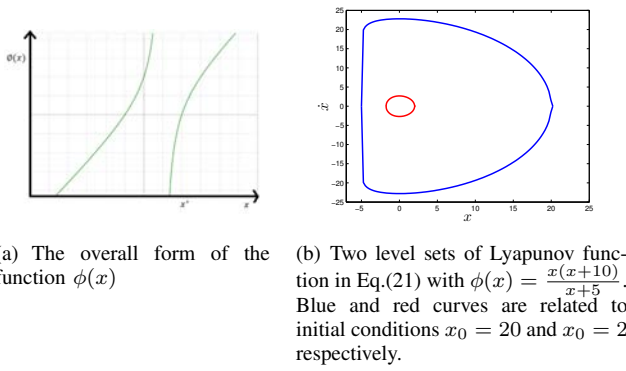 ϕ(x)
x*
x
25
20
15
10
5
0
-5
-10
-15
-20
-25
ẋ
-5 0 5 10 15 20 25
x
(a) The overall form of the
function ϕ(x)
(b) Two level sets of Lyapunov func-
tion in Eq.(21) with ϕ(x) = x(x+10)/x+5.
Blue and red curves are related to
initial conditions x₀ = 20 and x₀ = 2
respectively.